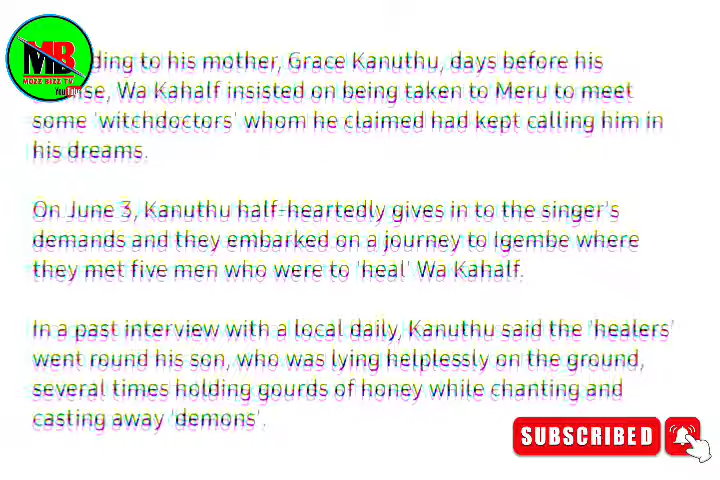 MB
MOZZ BIZZ TV
YouTube
ding to his mother, Grace Kanuthu, days before his
se, Wa Kahalf insisted on being taken to Meru to meet
some 'witchdoctors' whom he claimed had kept calling him in
his dreams.
On June 3, Kanuthu half-heartedly gives in to the singer's
demands and they embarked on a journey to Igembe where
they met five men who were to 'heal' Wa Kahalf.
In a past interview with a local daily, Kanuthu said the 'healers'
went round his son, who was lying helplessly on the ground,
several times holding gourds of honey while chanting and
casting away 'demons'.
SUBSCRIBED